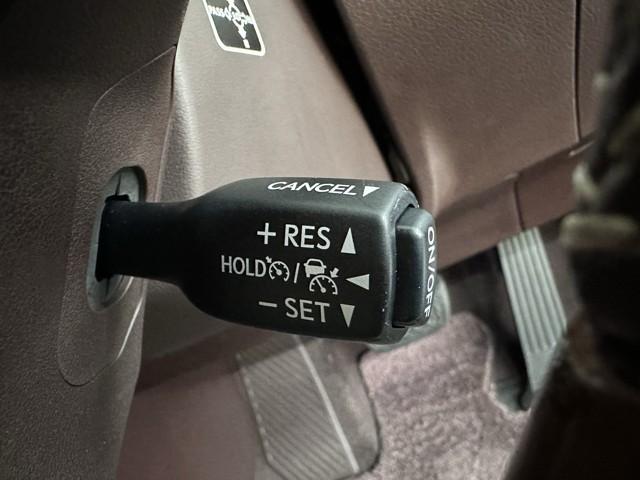 CANCEL
+ RES
HOLD /
− SET
ON/OFF